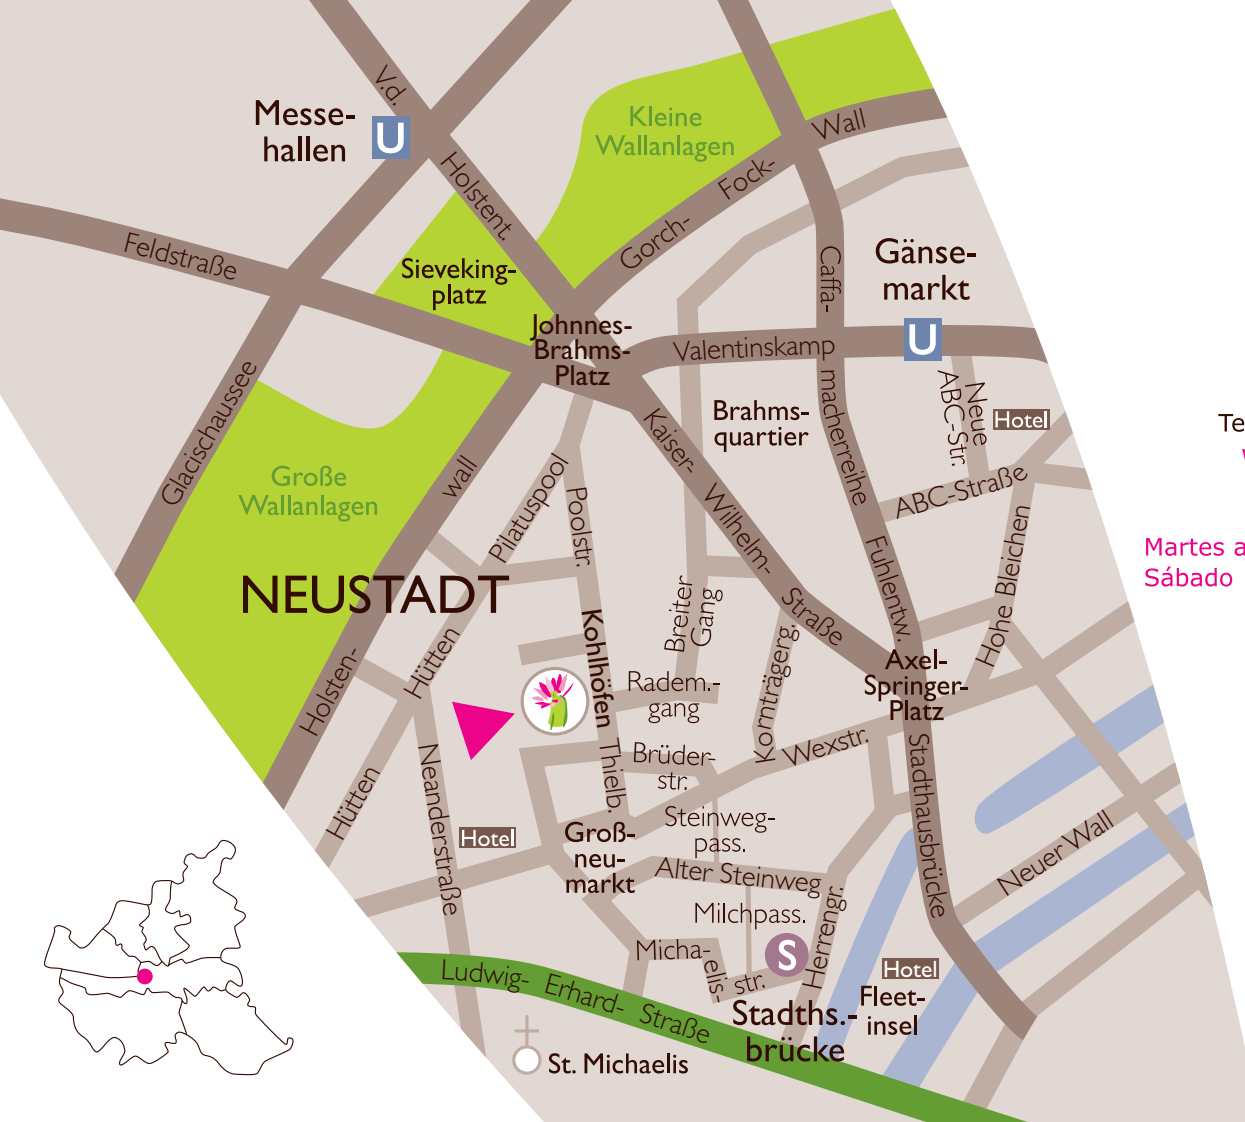 V.d.
Messe-
hallen
U
Kleine
Wallanlagen
Wall
Fock-
Gorch-
Holstent.
Feldstraße
Sieveking-
platz
Gänse-
markt
U
Caffa-
Johnnes-
Brahms-
Platz
Valentinskamp
macherreihe
Neue
ABC-Str.
Hotel
Brahms-
quartier
Glacischaussee
Kaiser-
Wilhelm-
Straße
Große
Wallanlagen
wall
Holsten-
Pilatuspool
Poolstr.
ABC-Straße
Hohe Bleichen
Fuhlentw.
Te
Martes a
Sábado
NEUSTADT
Breiter
Gang
Kohlhöfen
Hütten
Kornträgerg.
Axel-
Springer-
Platz
Radem.-
gang
Brüder-
str.
Wexstr.
Thielb.
Hütten
Neanderstraße
Stadthausbrücke
Hotel
Groß-
neu-
markt
Steinweg-
pass.
Alter Steinweg
Neuer Wall
Milchpass.
Herrengr.
Micha-
elis-
str.
S
Hotel
Fleet-
insel
Stadths.-
brücke
Ludwig- Erhard- Straße
St. Michaelis